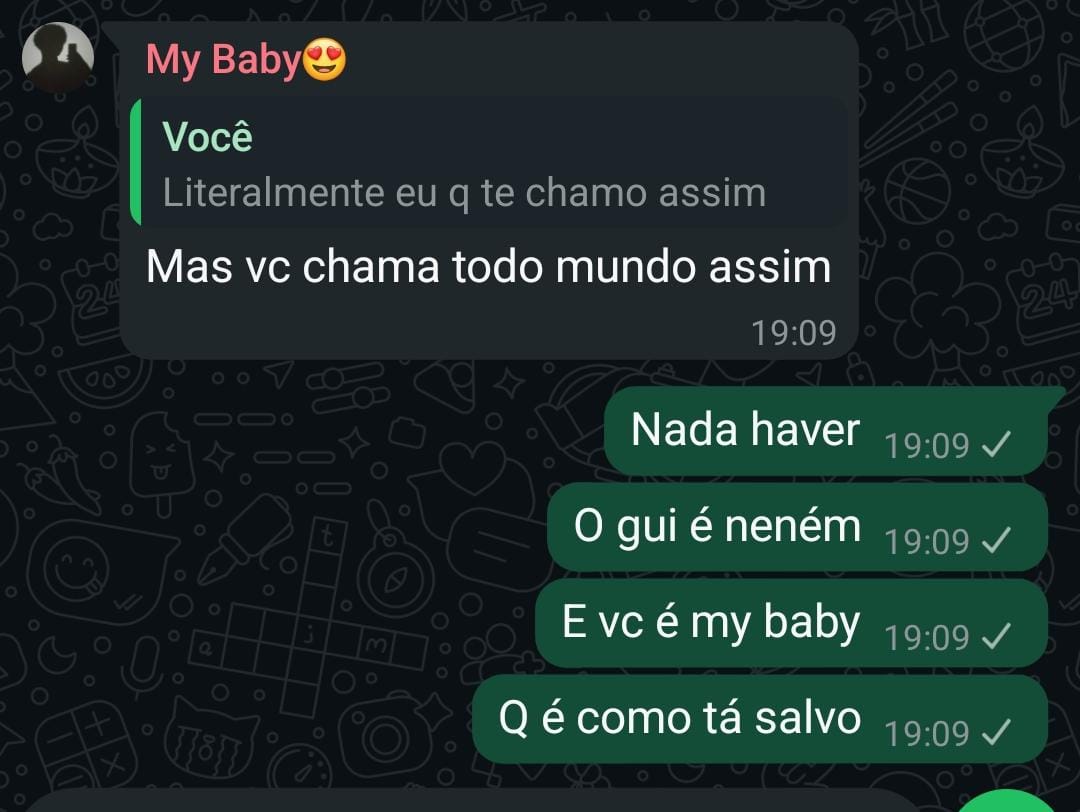 My Baby😍
Você
Literalmente eu q te chamo assim
Mas vc chama todo mundo assim
19:09
Nada haver 19:09
O gui é neném 19:09
E vc é my baby 19:09
Q é como tá salvo 19:09